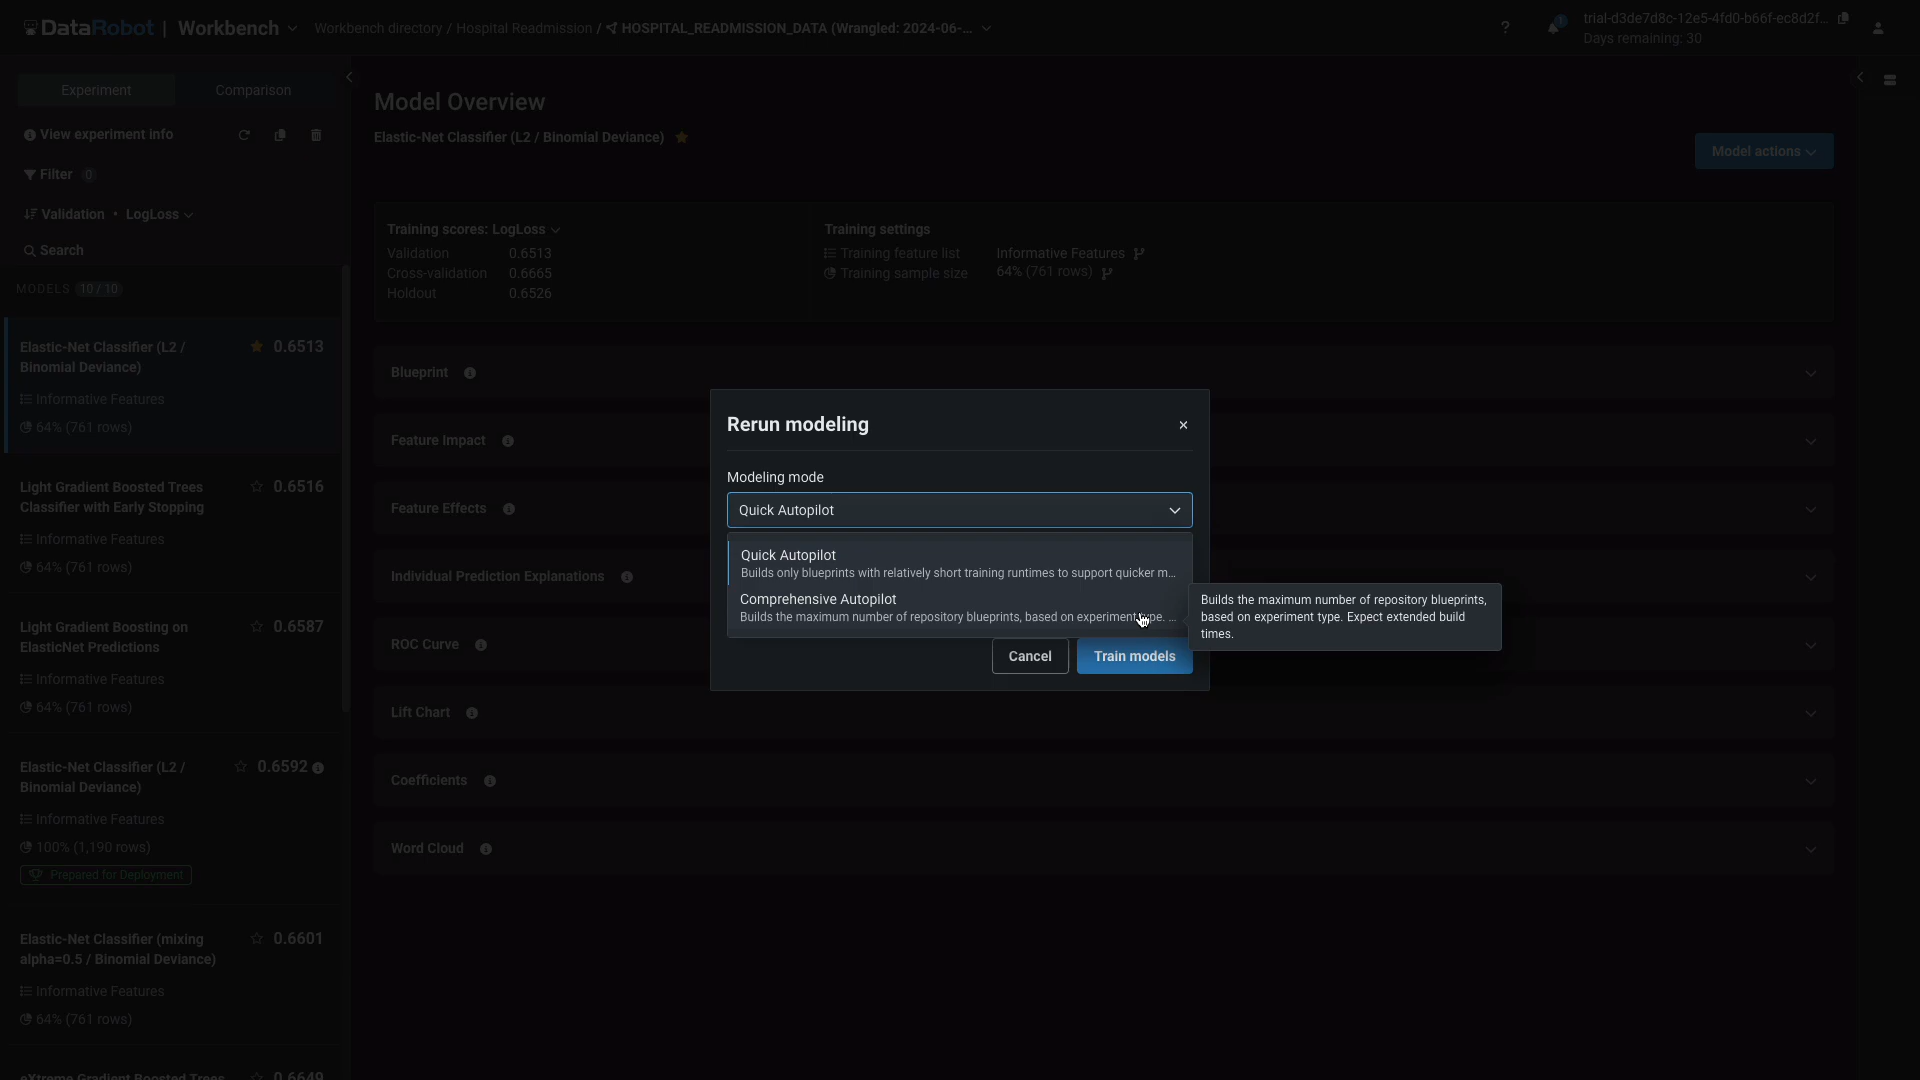 DataRobot | Workbench
Workbench directory / Hospital Readmission / HOSPITAL_READMISSION_DATA (Wrangled: 2024-06-...
?
1
trial-d3de7d8c-12e5-4fd0-b66f-ec8d2f...
Days remaining: 30
Experiment
Comparison
View experiment info
Filter 0
Validation • LogLoss
Search
MODELS 10 / 10
Elastic-Net Classifier (L2 /
Binomial Deviance)
0.6513
Informative Features
64% (761 rows)
Light Gradient Boosted Trees
Classifier with Early Stopping
0.6516
Informative Features
64% (761 rows)
Light Gradient Boosting on
ElasticNet Predictions
0.6587
Informative Features
64% (761 rows)
Elastic-Net Classifier (L2 /
Binomial Deviance)
0.6592
Informative Features
100% (1,190 rows)
Prepared for Deployment
Elastic-Net Classifier (mixing
alpha=0.5 / Binomial Deviance)
0.6601
Informative Features
64% (761 rows)
eXtreme Gradient Boosted Trees
0.6649
Model Overview
Elastic-Net Classifier (L2 / Binomial Deviance)
Model actions
Training scores: LogLoss
Validation 0.6513
Cross-validation 0.6665
Holdout 0.6526
Training settings
Training feature list Informative Features
Training sample size 64% (761 rows)
Blueprint
Feature Impact
Feature Effects
Individual Prediction Explanations
ROC Curve
Lift Chart
Coefficients
Word Cloud
Rerun modeling
×
Modeling mode
Quick Autopilot
Quick Autopilot
Builds only blueprints with relatively short training runtimes to support quicker m...
Comprehensive Autopilot
Builds the maximum number of repository blueprints, based on experiment type. ...
Builds the maximum number of repository blueprints,
based on experiment type. Expect extended build
times.
Cancel
Train models